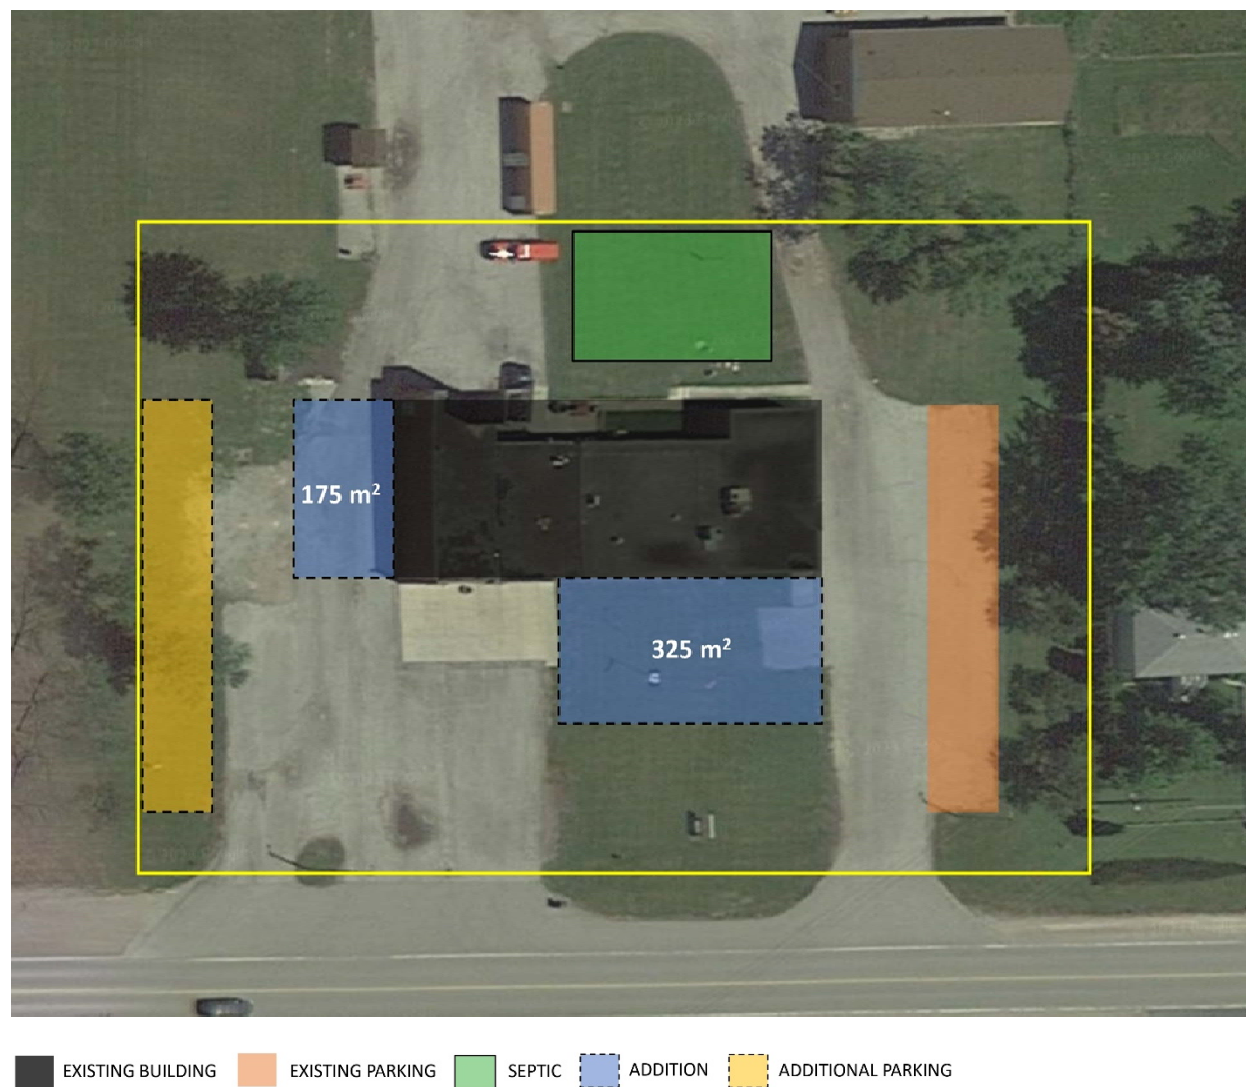 175 m²
325 m²
EXISTING BUILDING EXISTING PARKING SEPTIC ADDITION ADDITIONAL PARKING